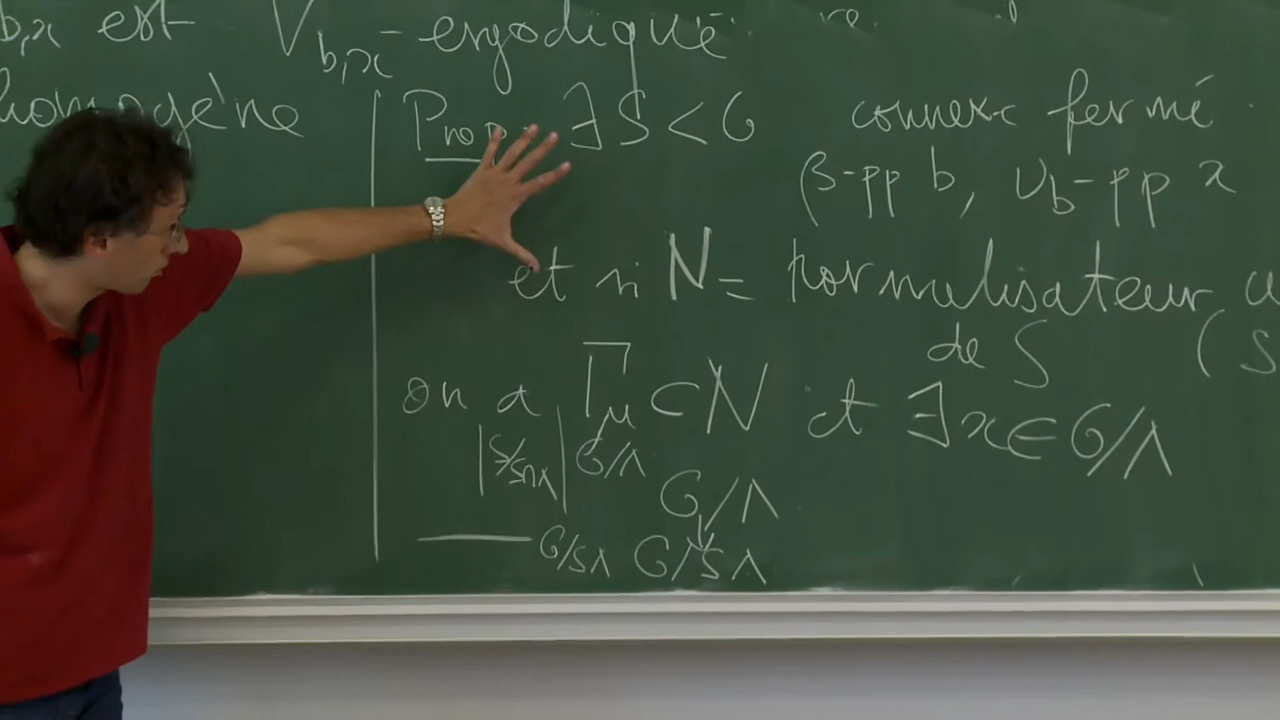 b,x est V_{b,x}-ergodique.
homogène
Prop ∃ S < G connexe fermé
β-pp b, ν_b-pp x
et si N = normalisateur
de S (S
on a Γ_μ ⊂ N et ∃ x ∈ G/Λ
S/S∩Λ G/Λ
G/Λ
↓
G/SΛ G/SΛ